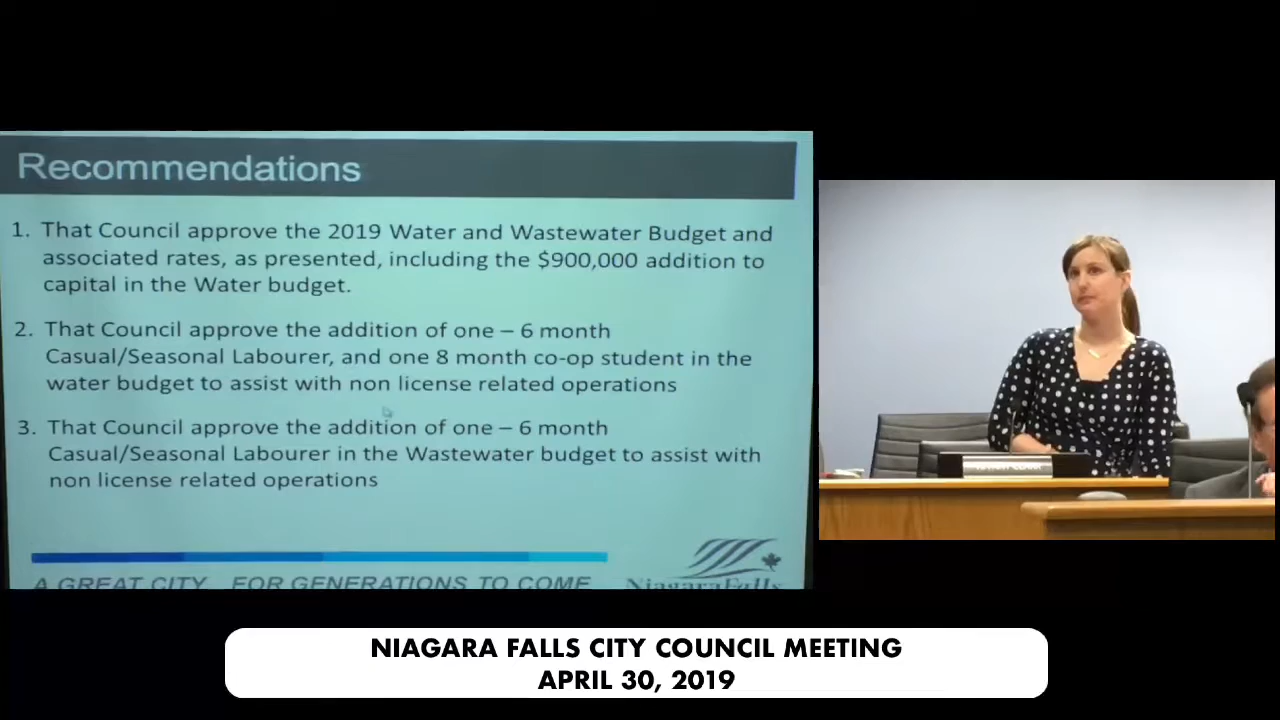 Recommendations
1. That Council approve the 2019 Water and Wastewater Budget and
associated rates, as presented, including the $900,000 addition to
capital in the Water budget.
2. That Council approve the addition of one – 6 month
Casual/Seasonal Labourer, and one 8 month co-op student in the
water budget to assist with non license related operations
3. That Council approve the addition of one – 6 month
Casual/Seasonal Labourer in the Wastewater budget to assist with
non license related operations
A GREAT CITY FOR GENERATIONS TO COME
NiagaraFalls
NIAGARA FALLS CITY COUNCIL MEETING
APRIL 30, 2019